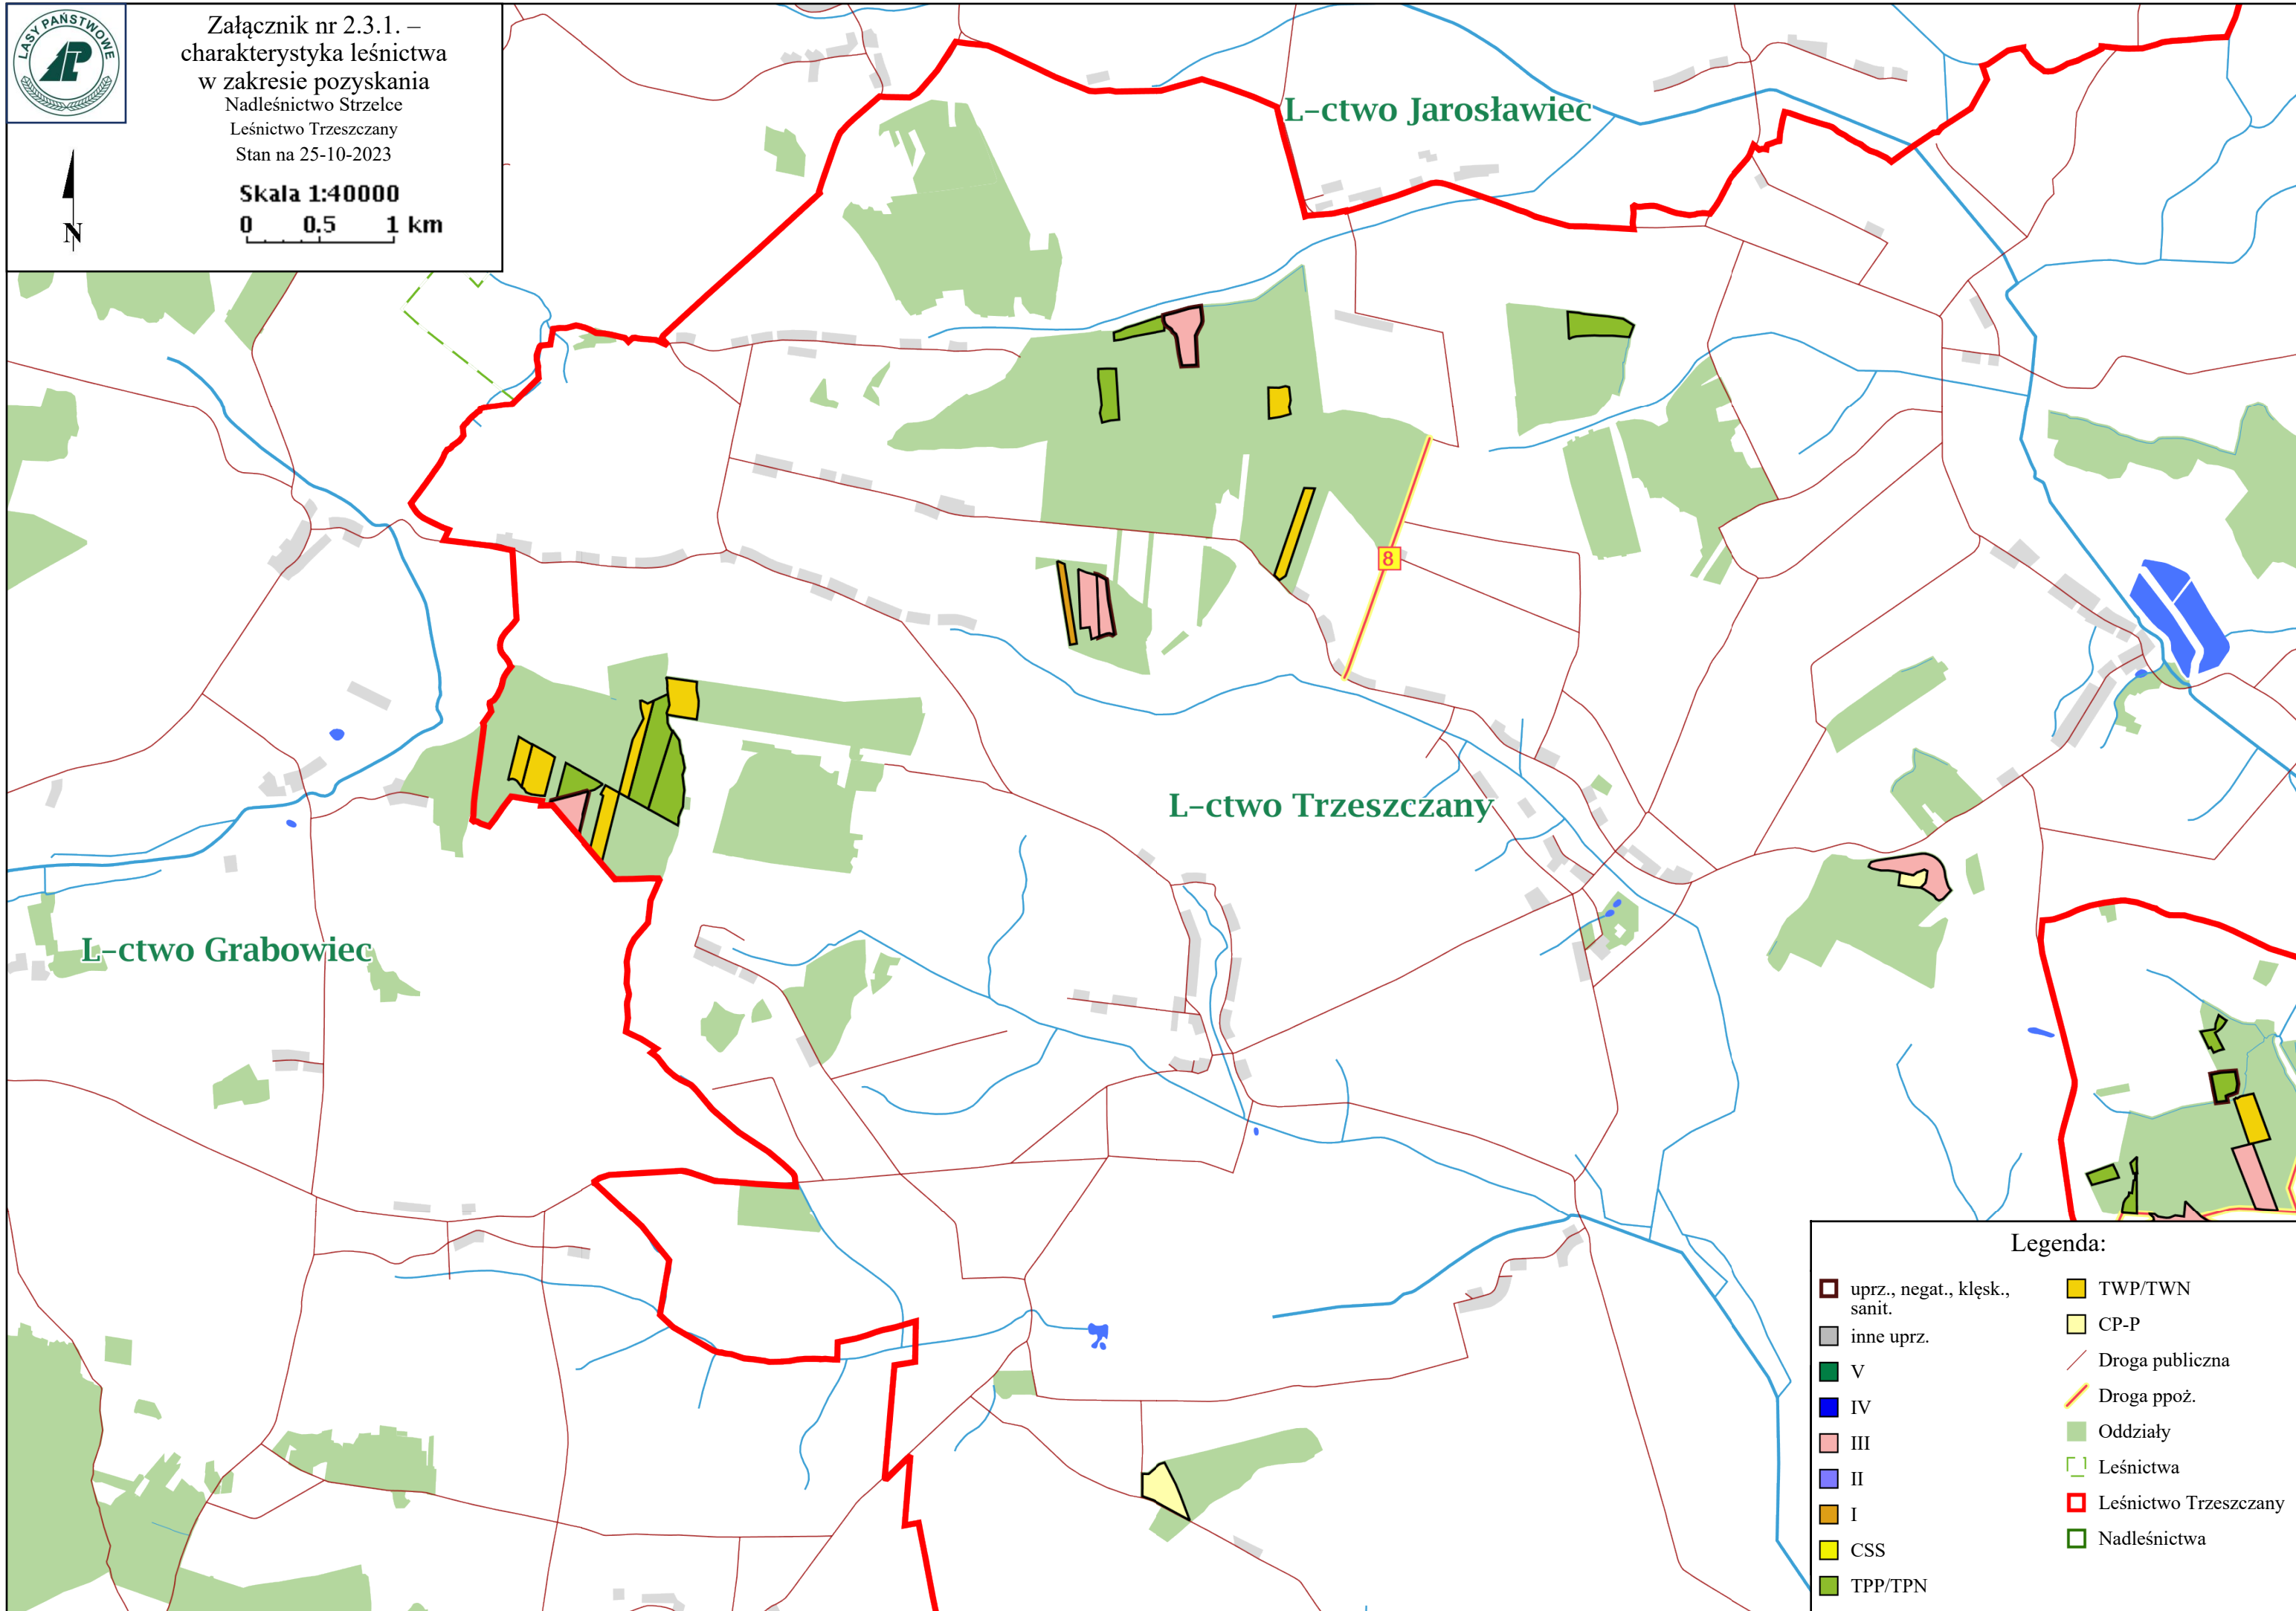 LASY PAŃSTWOWE
Załącznik nr 2.3.1. –
charakterystyka leśnictwa
w zakresie pozyskania
Nadleśnictwo Strzelce
Leśnictwo Trzeszczany
Stan na 25-10-2023
Skala 1:40000
0 0.5 1 km
N
L-ctwo Jarosławiec
8
L-ctwo Trzeszczany
L-ctwo Grabowiec
Legenda:
uprz., negat., klęsk.,
sanit.
inne uprz.
V
IV
III
II
I
CSS
TPP/TPN
TWP/TWN
CP-P
Droga publiczna
Droga ppoż.
Oddziały
Leśnictwa
Leśnictwo Trzeszczany
Nadleśnictwa